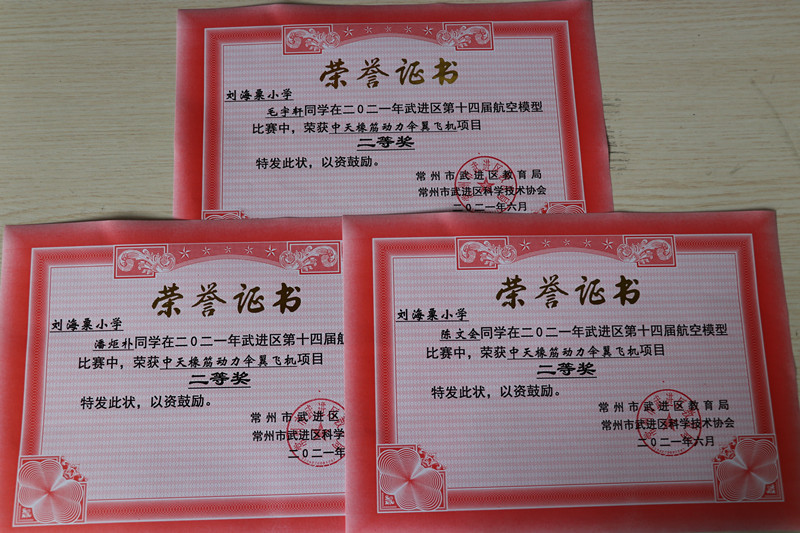 荣誉证书
刘海粟小学
毛宇轩同学在二〇二一年武进区第十四届航空模型
比赛中，荣获中天橡筋动力伞翼飞机项目
二等奖
特发此状，以资鼓励。
常州市武进区教育局
常州市武进区科学技术协会
二〇二一年六月
荣誉证书
刘海粟小学
潘炬朴同学在二〇二一年武进区第十四届航
比赛中，荣获中天橡筋动力伞翼飞机项目
二等奖
特发此状，以资鼓励。
常州市武进区
常州市武进区科学
二〇二一年
荣誉证书
刘海粟小学
陈文会同学在二〇二一年武进区第十四届航空模型
比赛中，荣获中天橡筋动力伞翼飞机项目
二等奖
特发此状，以资鼓励。
常州市武进区教育局
常州市武进区科学技术协会
二〇二一年六月